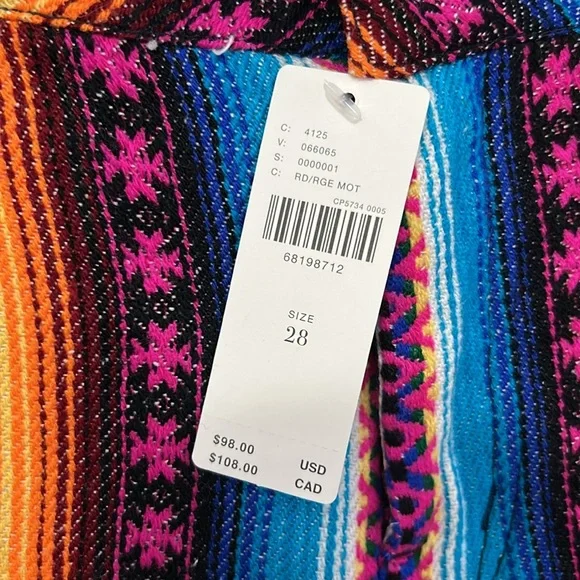 C: 4125
V: 066065
S: 0000001
C: RD/RGE MOT
CP5734 0005
68198712
SIZE
28
$98.00 USD
$108.00 CAD